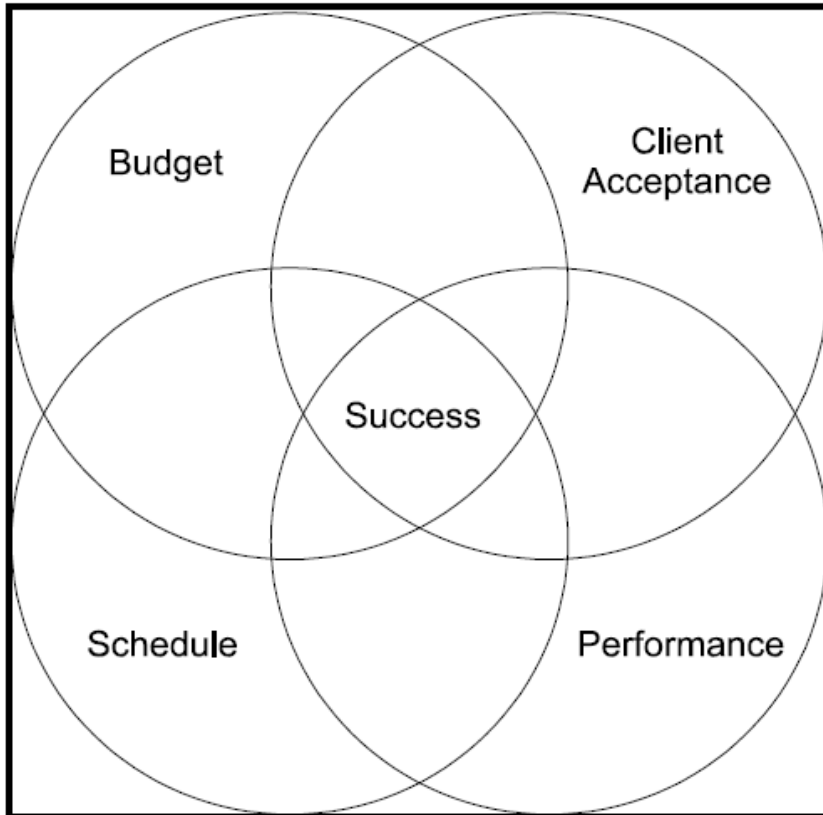 Budget
Client
Acceptance
Success
Schedule
Performance